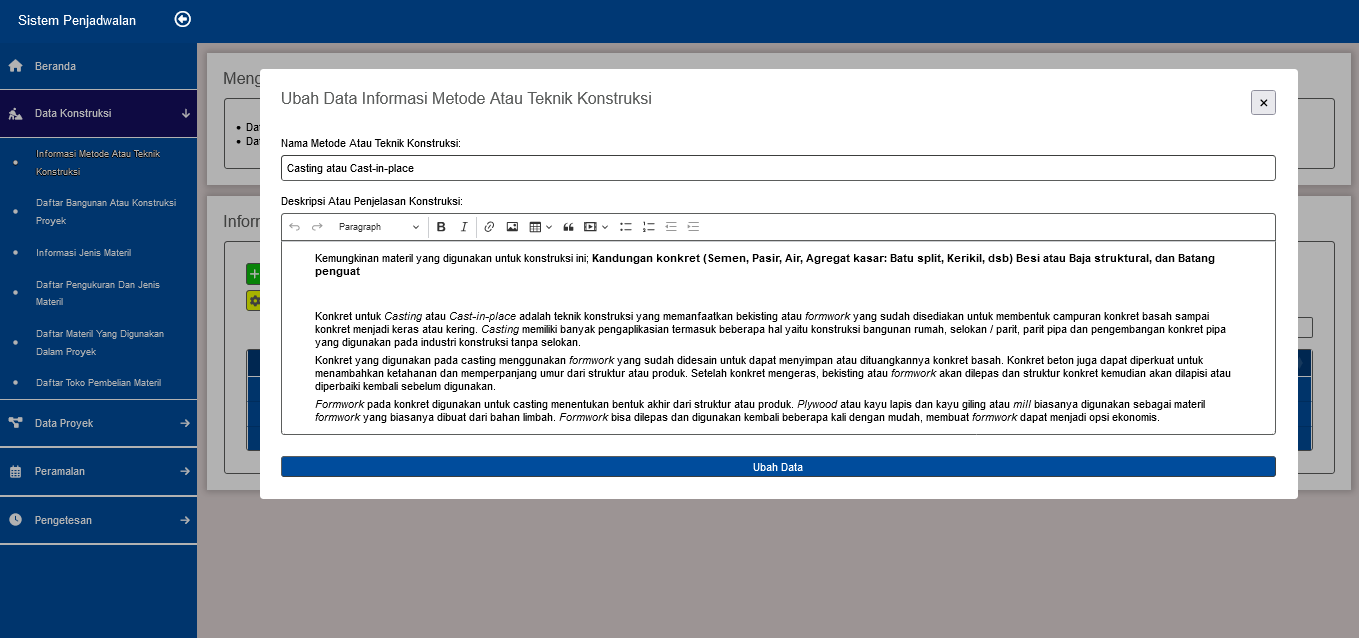 Sistem Penjadwalan
Beranda
Data Konstruksi
Informasi Metode Atau Teknik
Konstruksi
Daftar Bangunan Atau Konstruksi
Proyek
Informasi Jenis Materil
Daftar Pengukuran Dan Jenis
Materil
Daftar Materil Yang Digunakan
Dalam Proyek
Daftar Toko Pembelian Materil
Data Proyek
Peramalan
Pengetesan
Ubah Data Informasi Metode Atau Teknik Konstruksi
Nama Metode Atau Teknik Konstruksi:
Casting atau Cast-in-place
Deskripsi Atau Penjelasan Konstruksi:
Paragraph
Kemungkinan materil yang digunakan untuk konstruksi ini; Kandungan konkret (Semen, Pasir, Air, Agregat kasar: Batu split, Kerikil, dsb) Besi atau Baja struktural, dan Batang
penguat
Konkret untuk Casting atau Cast-in-place adalah teknik konstruksi yang memanfaatkan bekisting atau formwork yang sudah disediakan untuk membentuk campuran konkret basah sampai
konkret menjadi keras atau kering. Casting memiliki banyak pengaplikasian termasuk beberapa hal yaitu konstruksi bangunan rumah, selokan / parit, parit pipa dan pengembangan konkret pipa
yang digunakan pada industri konstruksi tanpa selokan.
Konkret yang digunakan pada casting menggunakan formwork yang sudah didesain untuk dapat menyimpan atau dituangkannya konkret basah. Konkret beton juga dapat diperkuat untuk
menambahkan ketahanan dan memperpanjang umur dari struktur atau produk. Setelah konkret mengeras, bekisting atau formwork akan dilepas dan struktur konkret kemudian akan dilapisi atau
diperbaiki kembali sebelum digunakan.
Formwork pada konkret digunakan untuk casting menentukan bentuk akhir dari struktur atau produk. Plywood atau kayu lapis dan kayu giling atau mill biasanya digunakan sebagai materil
formwork yang biasanya dibuat dari bahan limbah. Formwork bisa dilepas dan digunakan kembali beberapa kali dengan mudah, membuat formwork dapat menjadi opsi ekonomis.
Ubah Data